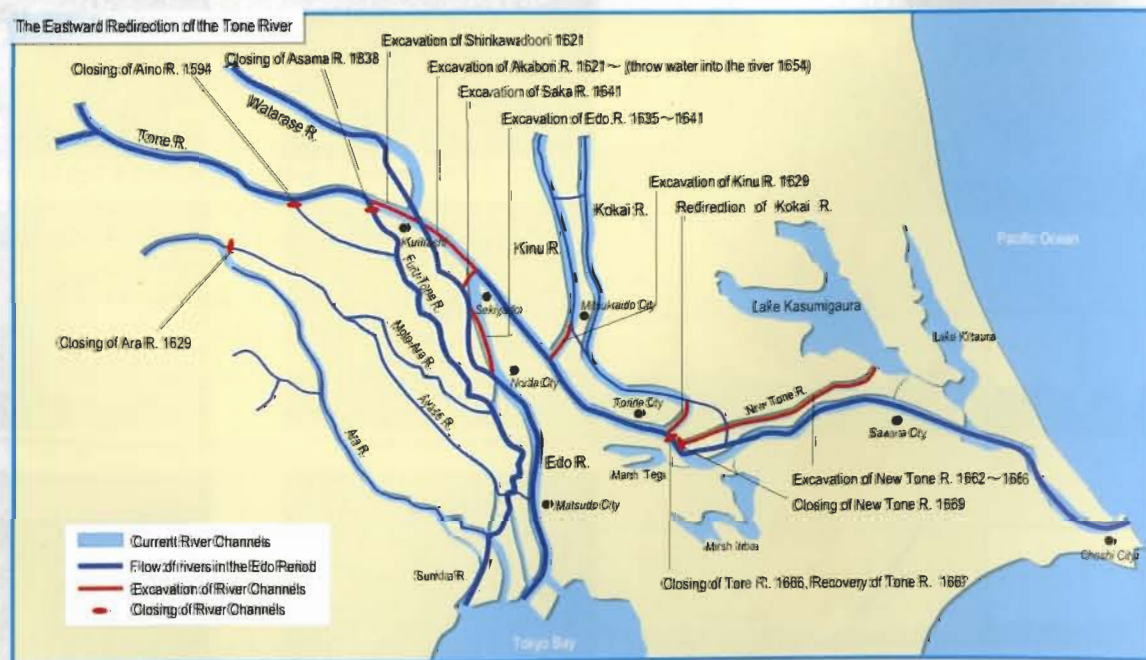 The Eastward Redirection of the Tone River
Excavation of Shinkawadoori 1621
Closing of Asama R. 1838
Closing of Aino R. 1594
Excavation of Akabori R. 1621～ (throw water into the river 1654)
Excavation of Saka R. 1641
Excavation of Edo R. 1635～1641
Watarase R.
Tone R.
Excavation of Kinu R. 1629
Redirection of Kokai R.
Kokai R.
Kinu R.
Pacific Ocean
Furu-Tone R.
Sekiyado
Mitsukaido City
Lake Kasumigaura
Lake Kitaura
Closing of Ara R. 1629
Moto-Ara R.
Noda City
Ayase R.
New Tone R.
Ara R.
Sawara City
Edo R.
Marsh Tega
Excavation of New Tone R. 1662～1666
Closing of New Tone R. 1669
Matsudo City
Current River Channels
Flow of rivers in the Edo Period
Excavation of River Channels
Closing of River Channels
Sumida R.
Choshi City
Closing of Tone R. 1666, Recovery of Tone R. 1669
Tokyo Bay